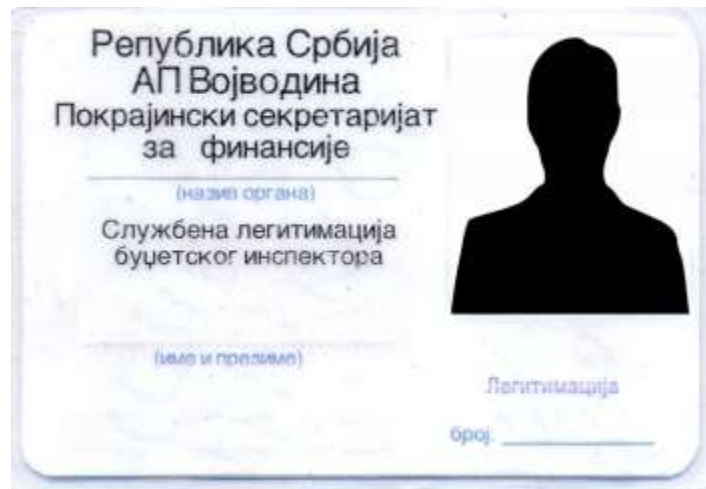 Република Србија
АП Војводина
Покрајински секретаријат
за финансије
(назив органа)
Службена легитимација
буџетског инспектора
(име и презиме)
Легитимација
број.